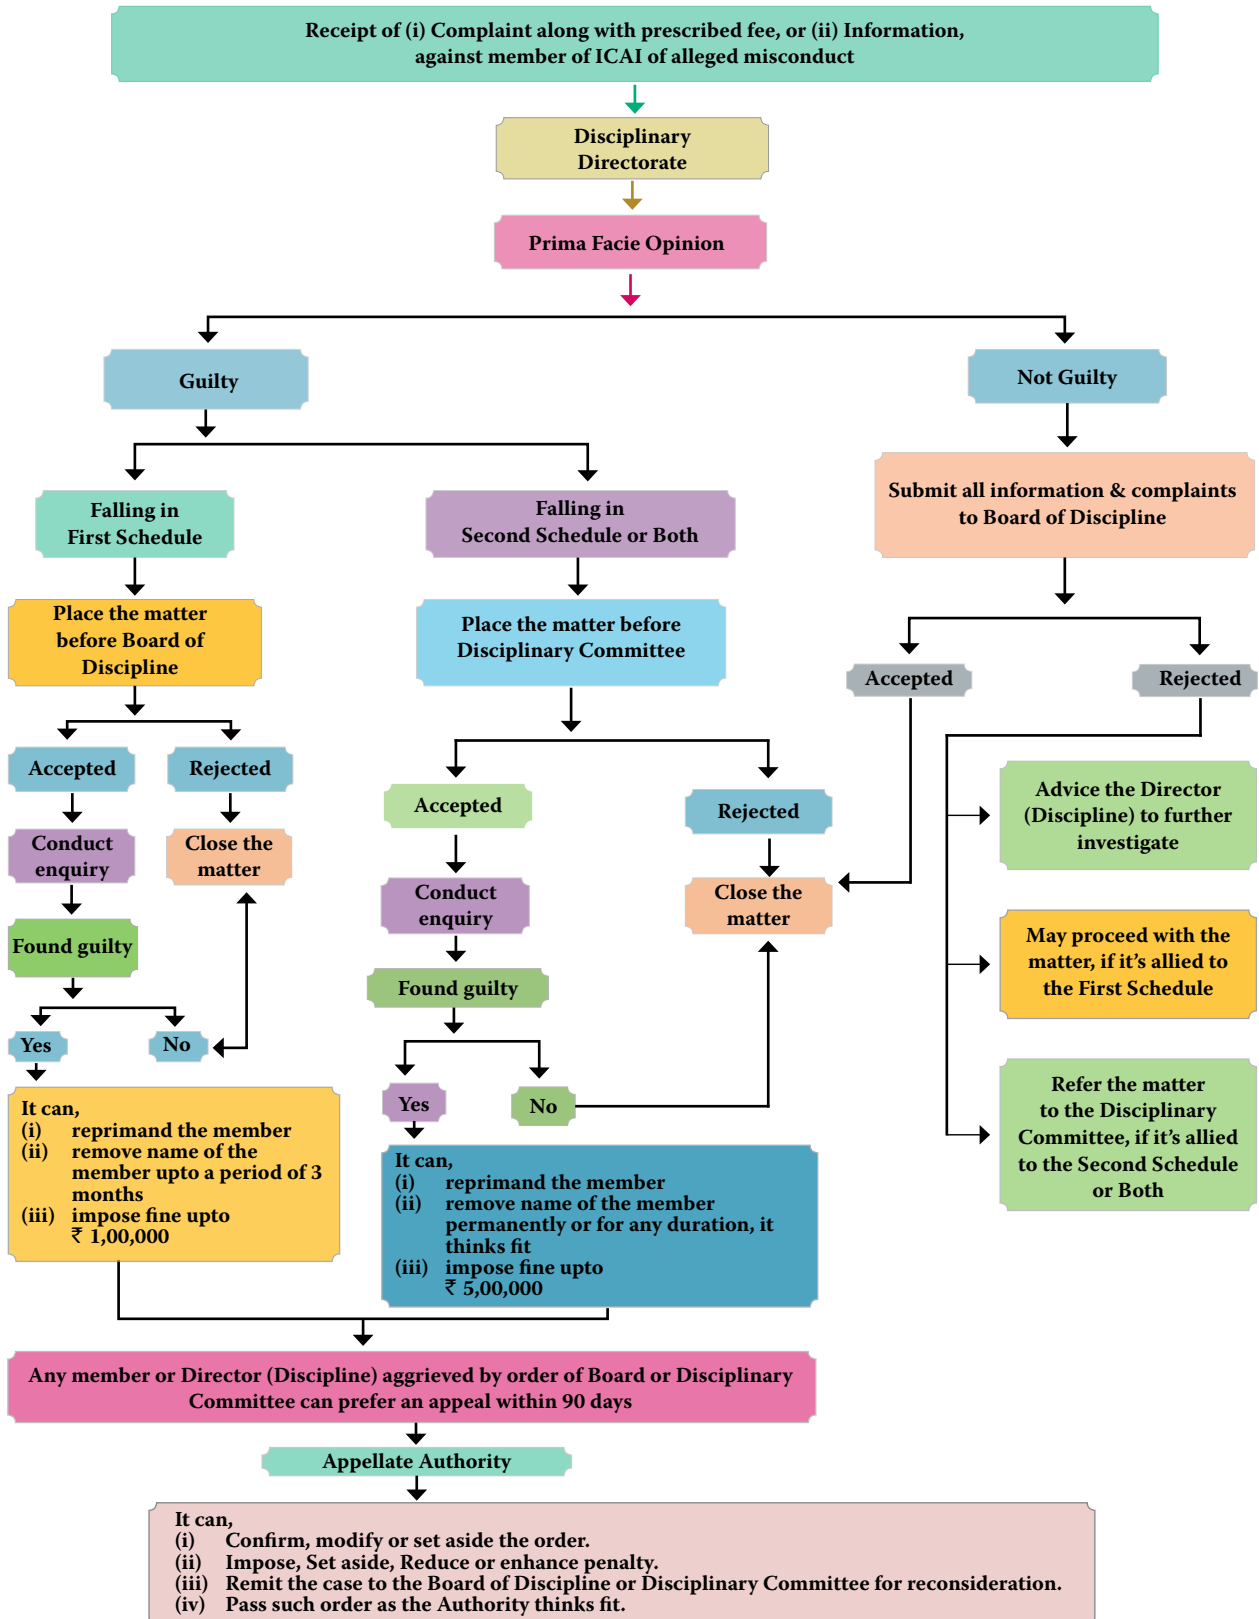 Receipt of (i) Complaint along with prescribed fee, or (ii) Information,
against member of ICAI of alleged misconduct
Disciplinary
Directorate
Prima Facie Opinion
Guilty
Not Guilty
Falling in
First Schedule
Falling in
Second Schedule or Both
Submit all information & complaints
to Board of Discipline
Place the matter
before Board of
Discipline
Place the matter before
Disciplinary Committee
Accepted
Rejected
Accepted
Rejected
Accepted
Rejected
Advice the Director
(Discipline) to further
investigate
Conduct
enquiry
Close the
matter
Conduct
enquiry
Close the
matter
Found guilty
May proceed with the
matter, if it’s allied to
the First Schedule
Found guilty
Yes
No
Yes
No
Refer the matter
to the Disciplinary
Committee, if it’s allied
to the Second Schedule
or Both
It can,
(i) reprimand the member
(ii) remove name of the
member upto a period of 3
months
(iii) impose fine upto
₹ 1,00,000
It can,
(i) reprimand the member
(ii) remove name of the member
permanently or for any duration, it
thinks fit
(iii) impose fine upto
₹ 5,00,000
Any member or Director (Discipline) aggrieved by order of Board or Disciplinary
Committee can prefer an appeal within 90 days
Appellate Authority
It can,
(i) Confirm, modify or set aside the order.
(ii) Impose, Set aside, Reduce or enhance penalty.
(iii) Remit the case to the Board of Discipline or Disciplinary Committee for reconsideration.
(iv) Pass such order as the Authority thinks fit.